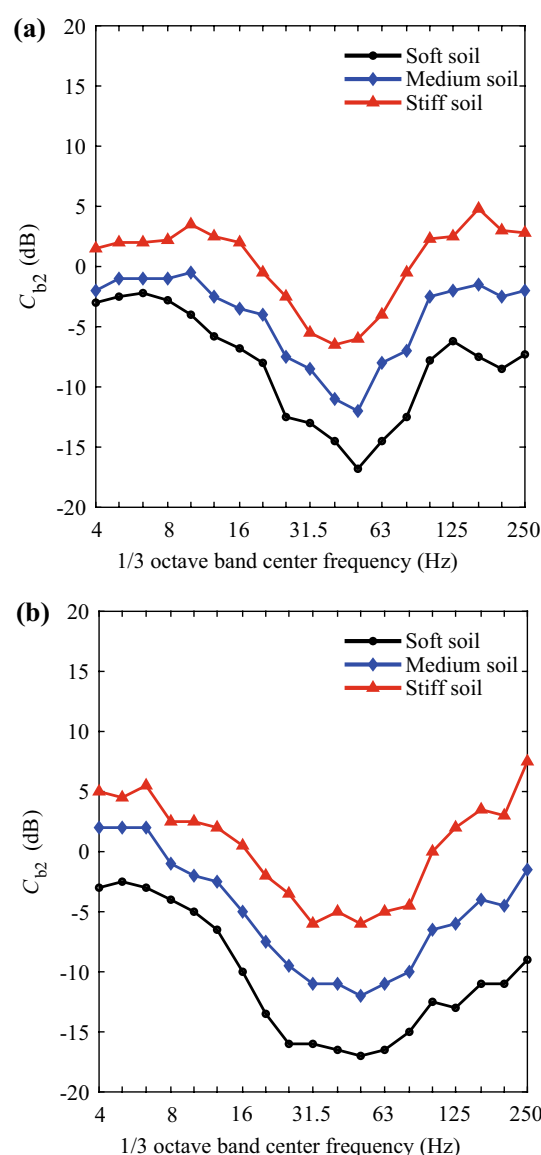 (a)
20
15
10
5
0
-5
-10
-15
-20
C_b2 (dB)
Soft soil
Medium soil
Stiff soil
4 8 16 31.5 63 125 250
1/3 octave band center frequency (Hz)
(b)
20
15
10
5
0
-5
-10
-15
-20
C_b2 (dB)
Soft soil
Medium soil
Stiff soil
4 8 16 31.5 63 125 250
1/3 octave band center frequency (Hz)